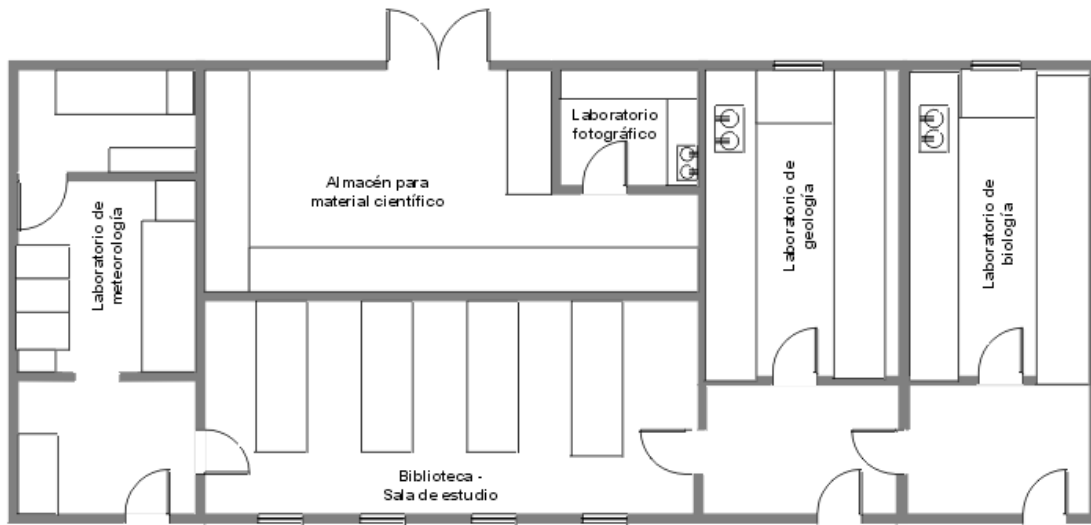 Laboratorio
fotográfico
Almacén para
material científico
Laboratorio de
meteorología
Laboratorio de
geología
Laboratorio de
biología
Biblioteca -
Sala de estudio